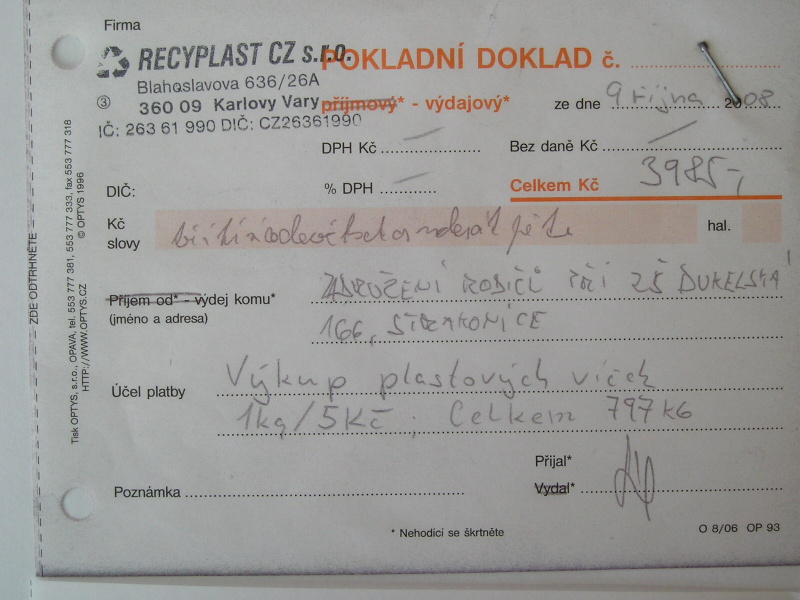 Firma
RECYPLAST CZ s.r.o.
POKLADNÍ DOKLAD č.
Blahoslavova 636/26A
③ 360 09 Karlovy Vary
příjmový* - výdajový*
ze dne 9 října 2008
IČ: 263 61 990 DIČ: CZ26361990
DPH Kč
Bez daně Kč
DIČ:
% DPH
Celkem Kč 3985,-
Kč
slovy
hal.
Příjem od* - výdej komu*
(jméno a adresa)
ZDRUŽENÍ RODIČŮ PŘI ZŠ DUKELSKÁ
166, STRAKONICE
Účel platby
Výkup plastových víček
1kg/5Kč, Celkem 797 KG
Přijal*
Vydal*
Poznámka
* Nehodící se škrtněte
O 8/06 OP 93
ZDE ODTRHNĚTE
Tisk OPTYS, s.r.o., OPAVA, tel. 553 777 381, 553 777 333, fax 553 777 318
HTTP://WWW.OPTYS.CZ © OPTYS 1996